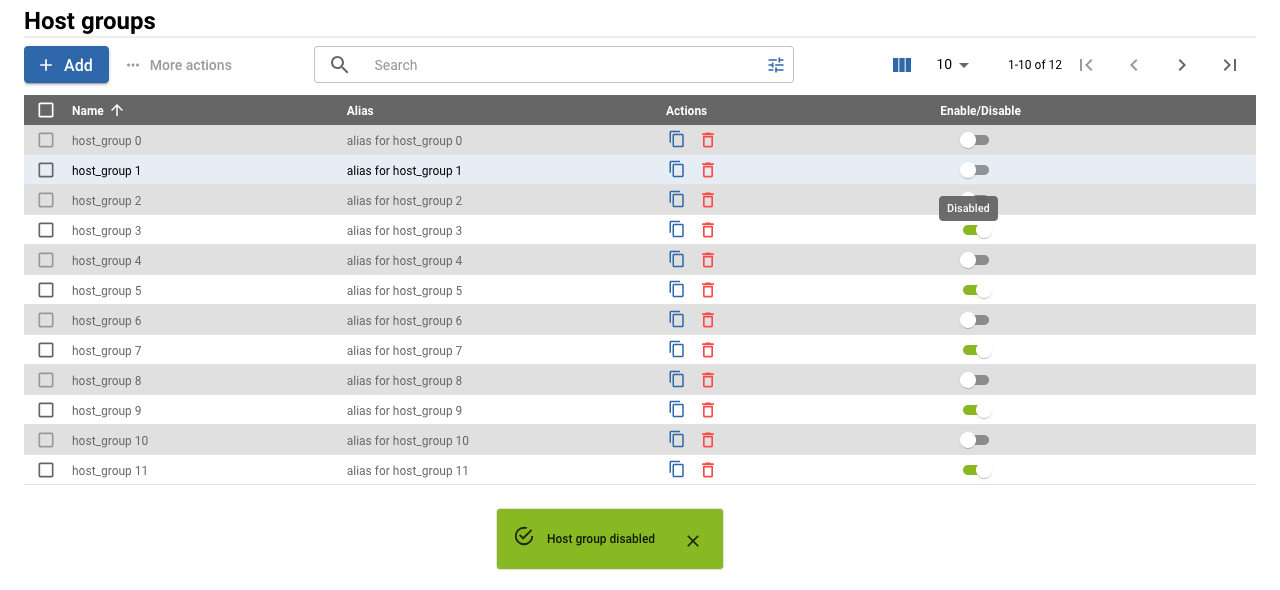 Host groups
Add
More actions
Search
10
1-10 of 12
Name Alias Actions Enable/Disable
host_group 0 alias for host_group 0
host_group 1 alias for host_group 1
host_group 2 alias for host_group 2
Disabled
host_group 3 alias for host_group 3
host_group 4 alias for host_group 4
host_group 5 alias for host_group 5
host_group 6 alias for host_group 6
host_group 7 alias for host_group 7
host_group 8 alias for host_group 8
host_group 9 alias for host_group 9
host_group 10 alias for host_group 10
host_group 11 alias for host_group 11
Host group disabled